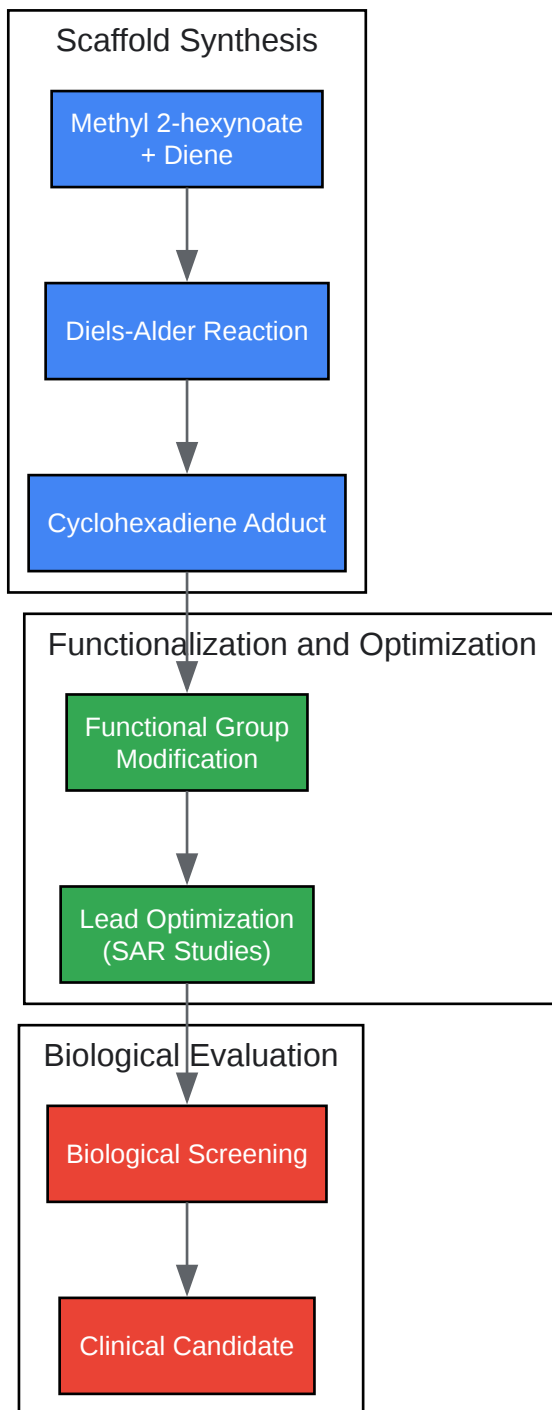 Scaffold Synthesis
Methyl 2-hexynoate
+ Diene
Diels-Alder Reaction
Cyclohexadiene Adduct
Functionalization and Optimization
Functional Group
Modification
Lead Optimization
(SAR Studies)
Biological Evaluation
Biological Screening
Clinical Candidate